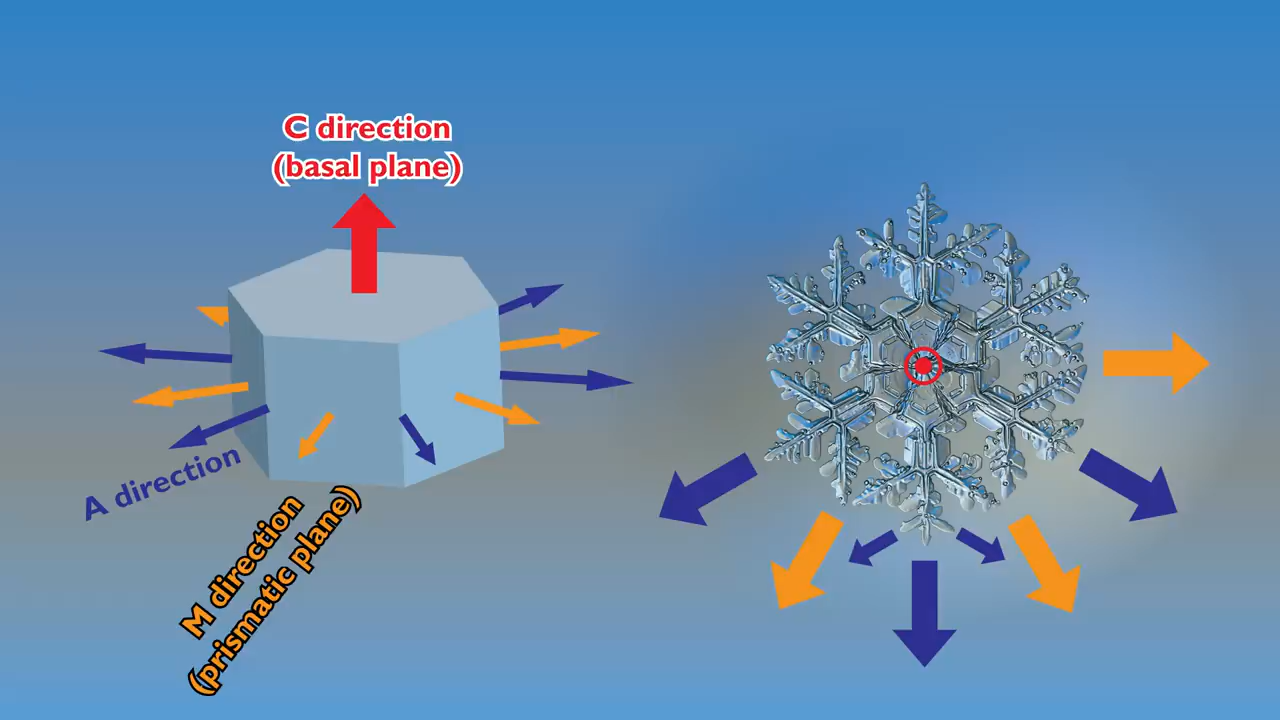 C direction
(basal plane)
A direction
M direction
(prismatic plane)